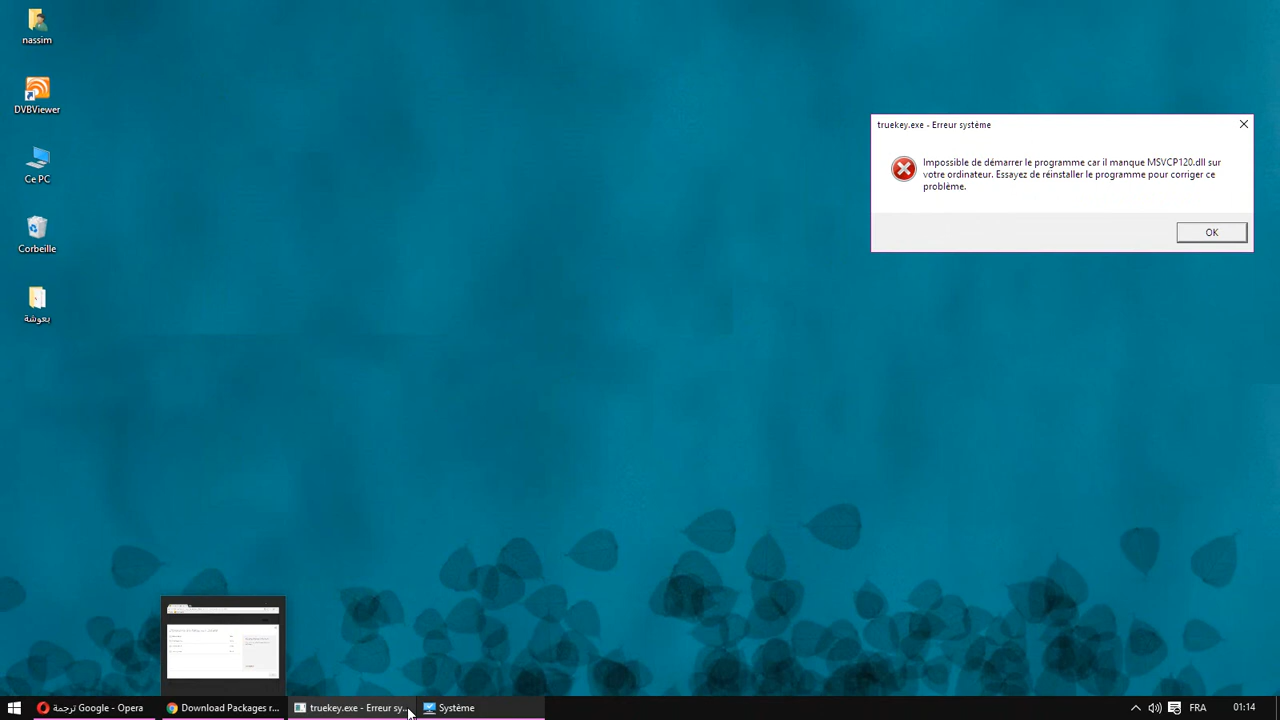 nassim
DVBViewer
Ce PC
Corbeille
بعوشة
truekey.exe - Erreur système
Impossible de démarrer le programme car il manque MSVCP120.dll sur
votre ordinateur. Essayez de réinstaller le programme pour corriger ce
problème.
OK
ترجمة Google - Opera
Download Packages r...
truekey.exe - Erreur sy...
Système
FRA
01:14